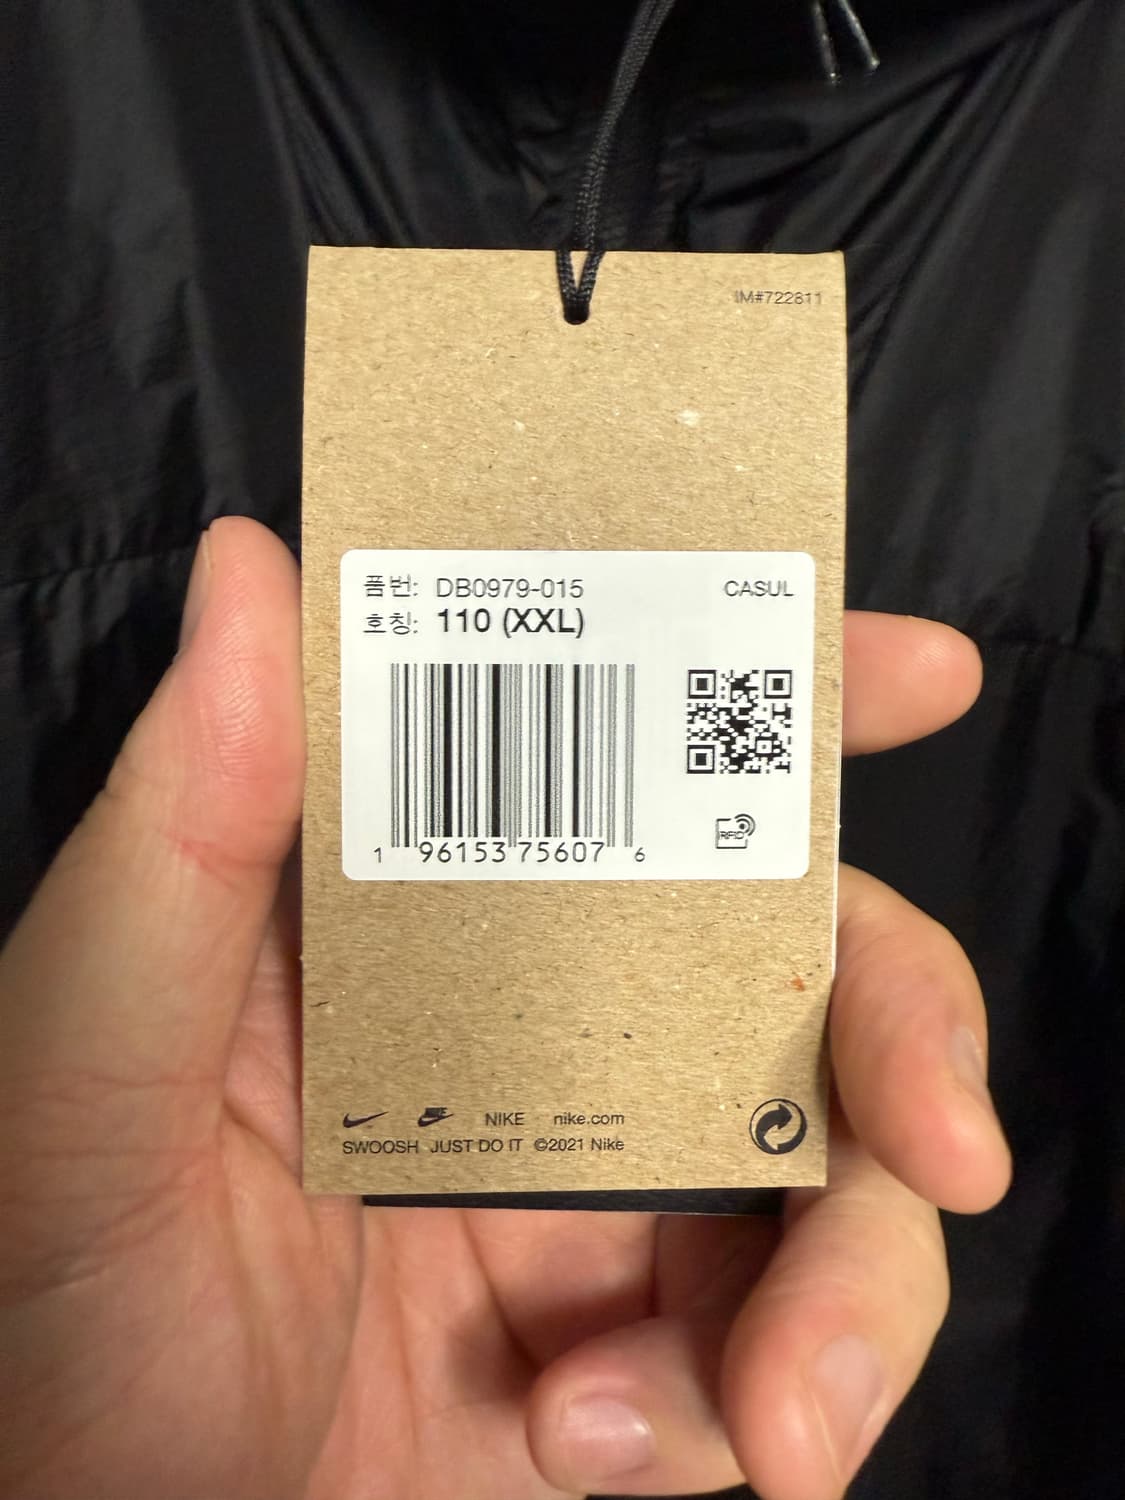 IM#722811
품번: DB0979-015 CASUL
호칭: 110 (XXL)
1 96153 75607 6
RFID
NIKE nike.com
SWOOSH JUST DO IT ©2021 Nike